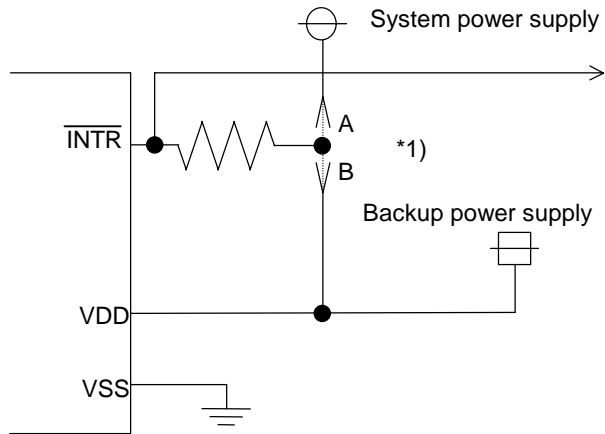 System power supply
A
INTR
*1)
B
Backup power supply
VDD
VSS